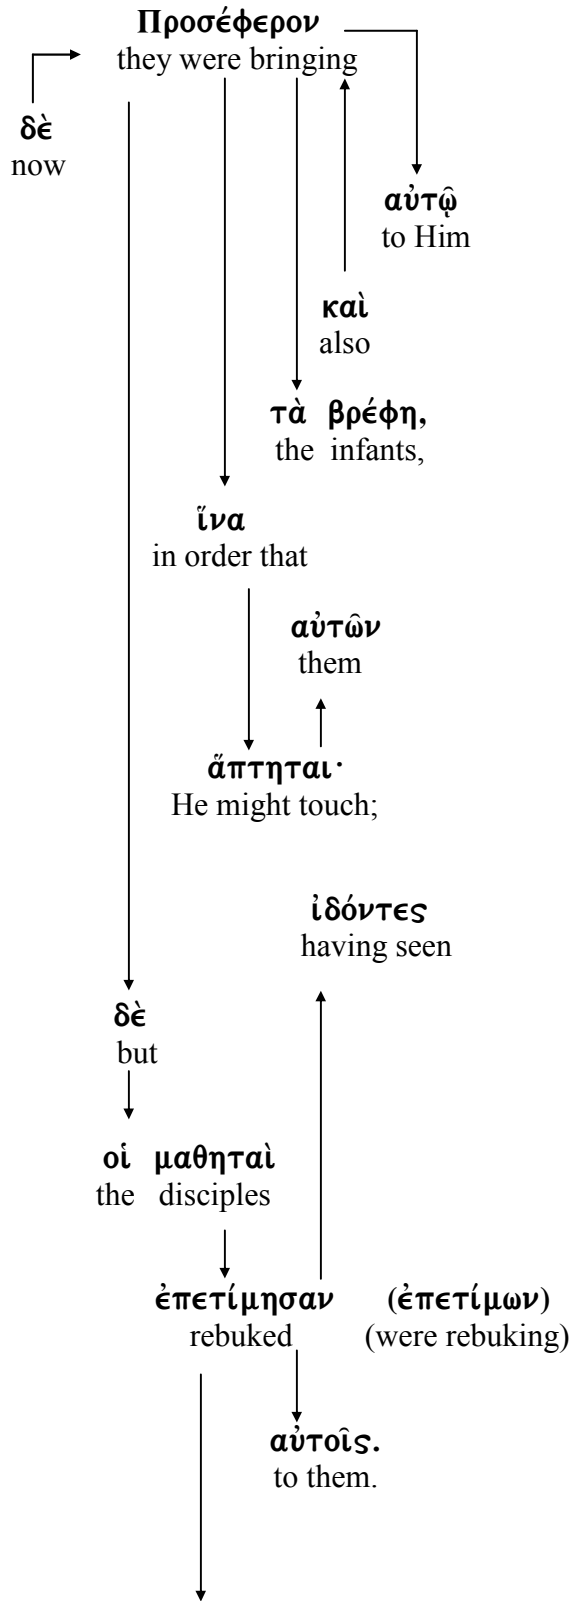 Προσέφερον
they were bringing
δὲ
now
αὐτῷ
to Him
καὶ
also
τὰ βρέφη,
the infants,
ἵνα
in order that
αὐτῶν
them
ἅπτηται·
He might touch;
ἰδόντες
having seen
δὲ
but
οἱ μαθηταὶ
the disciples
ἐπετίμησαν (ἐπετίμων)
rebuked (were rebuking)
αὐτοῖς.
to them.